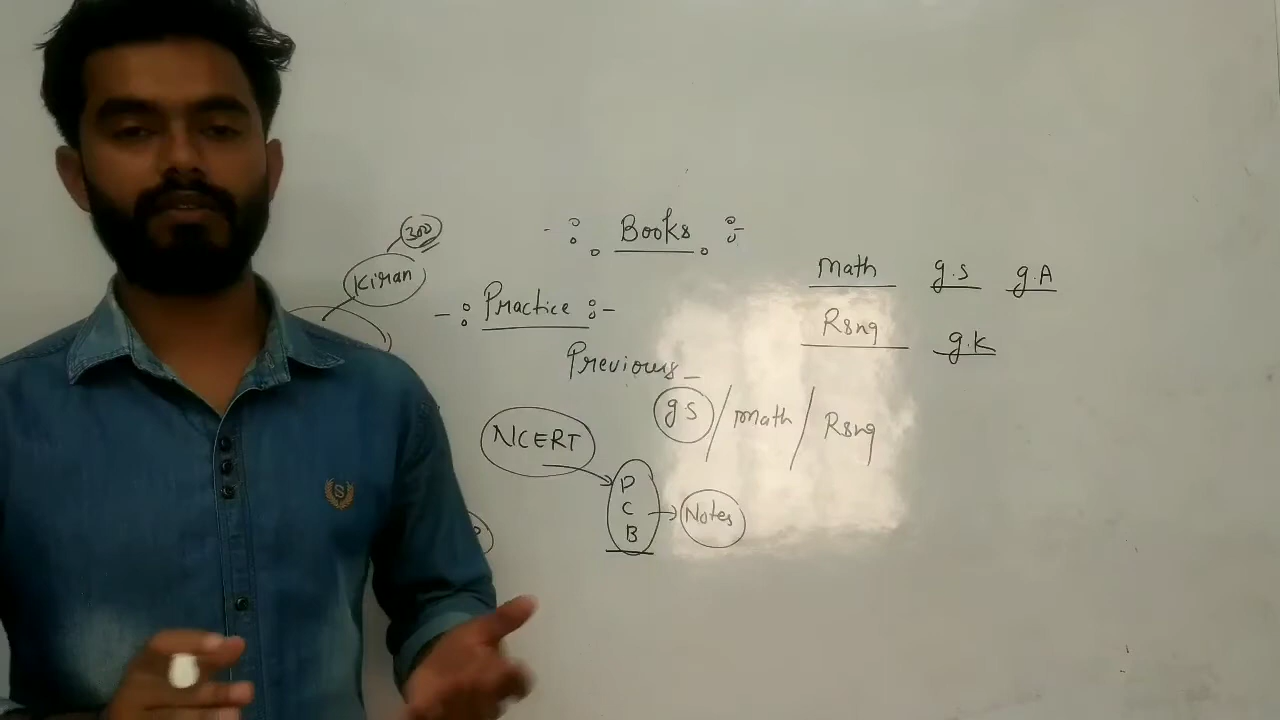 -: Books :-
300
Kiran
-: Practice :-
Math g.s g.A
Rsng g.k
Previous
gs / math / Rsng
NCERT
P
C
B
Notes